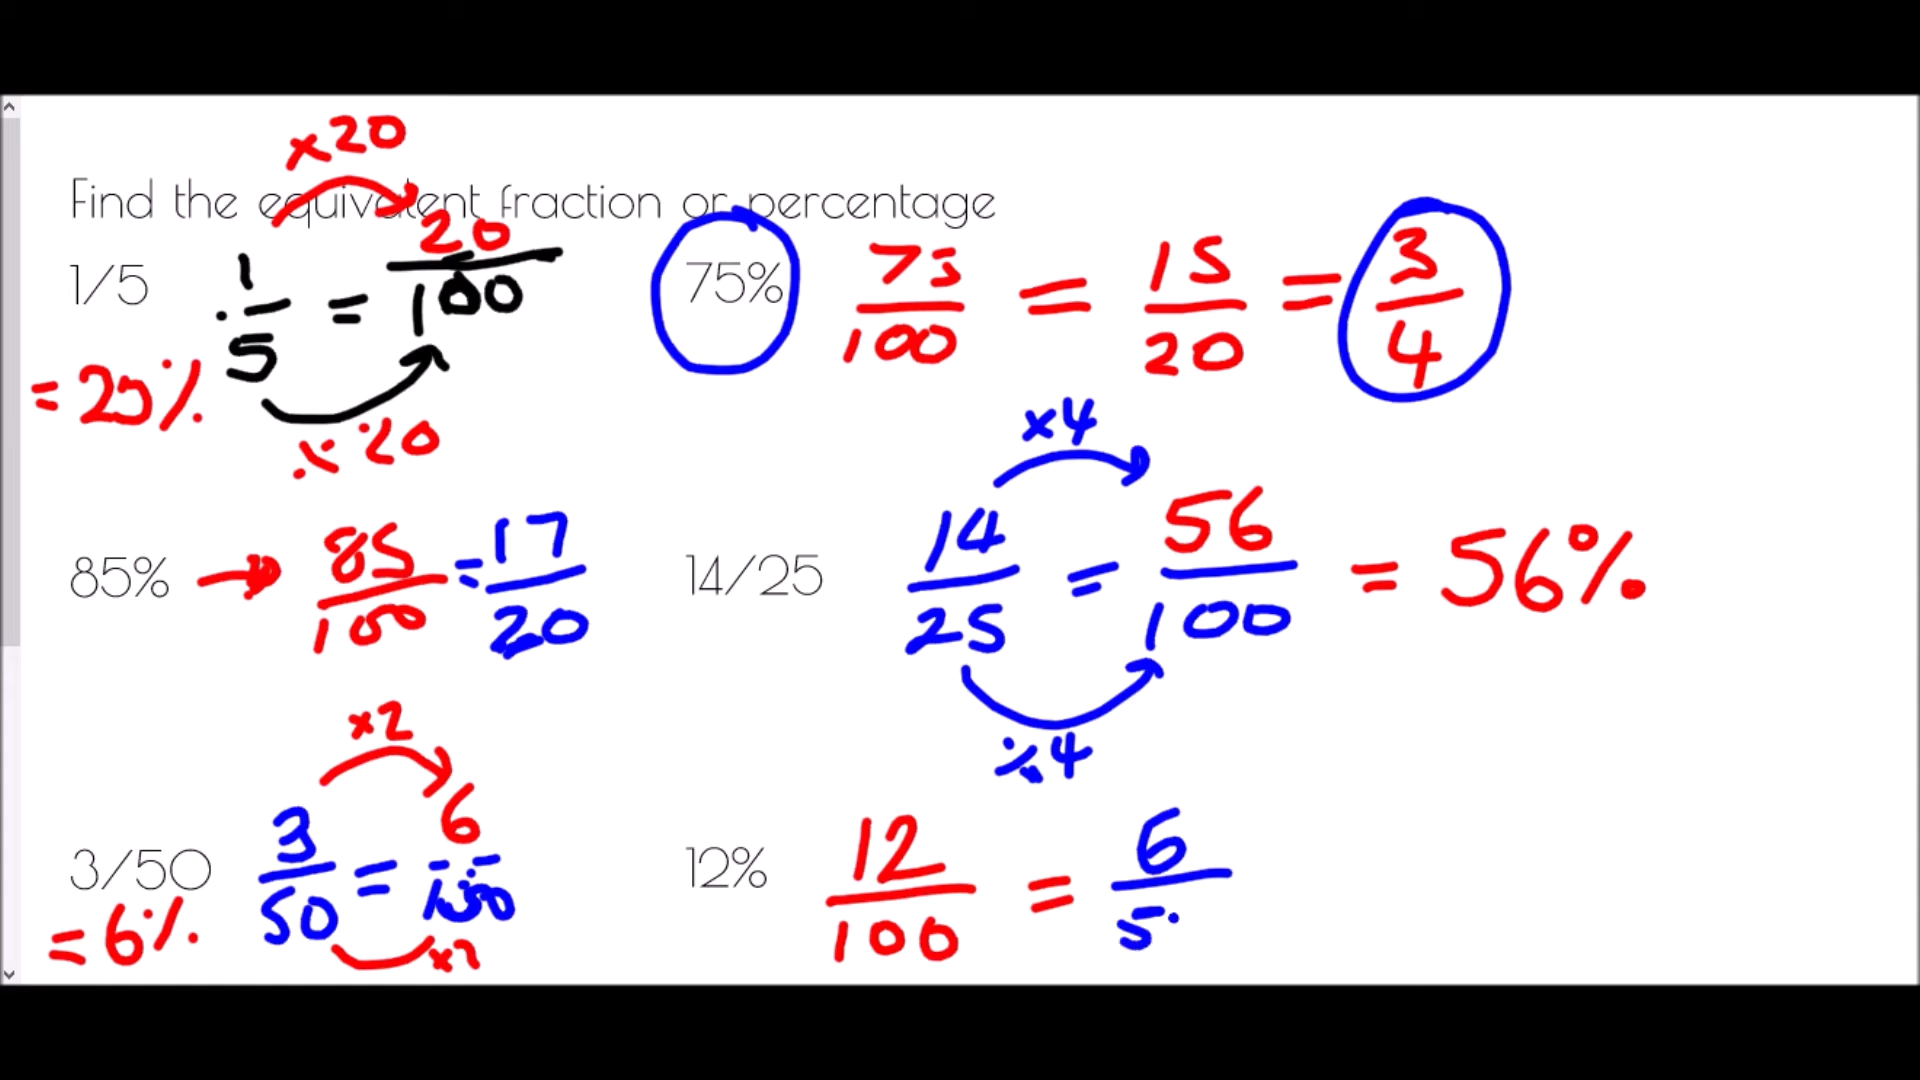 Find the equivalent fraction or percentage
×20
1/5
1/5 = 20/100
= 20%
×20
75%
75/100 = 15/20 = 3/4
85%
85/100 = 17/20
14/25
×4
14/25 = 56/100 = 56%
4
3/50
×2
3/50 = 6/100
= 6%
12%
12/100 = 6/5